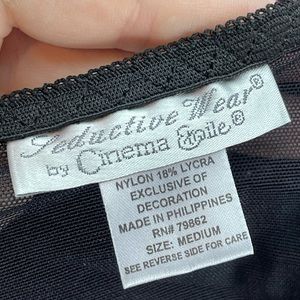 Seductive Wear®
by Cinema Etoile®
NYLON 18% LYCRA
EXCLUSIVE OF
DECORATION
MADE IN PHILIPPINES
RN# 79862
SIZE: MEDIUM
SEE REVERSE SIDE FOR CARE